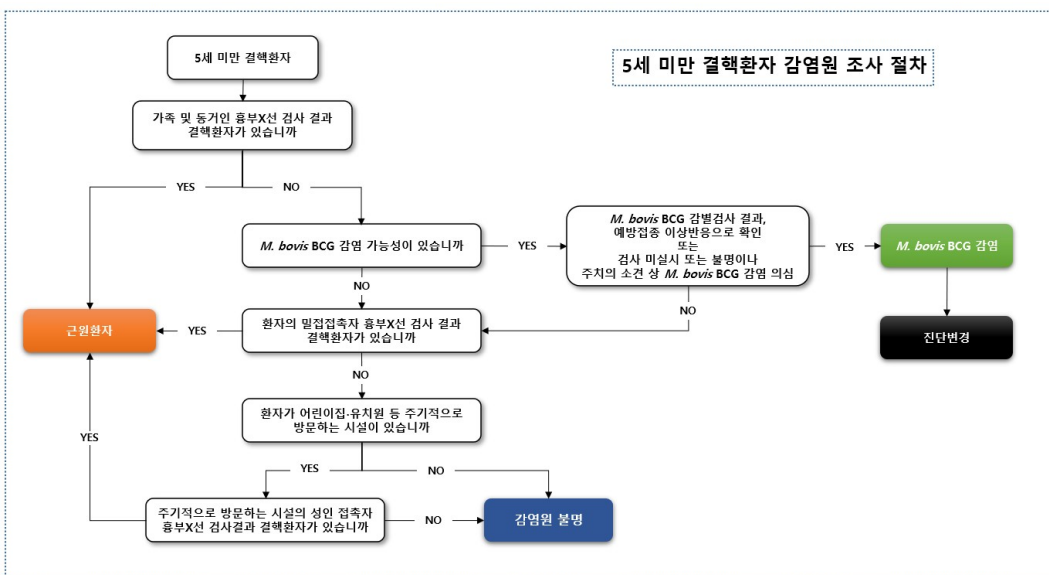 5세 미만 결핵환자 감염원 조사 절차
5세 미만 결핵환자
가족 및 동거인 흉부X선 검사 결과
결핵환자가 있습니까
YES
NO
M. bovis BCG 감염 가능성이 있습니까
YES
M. bovis BCG 감별검사 결과,
예방접종 이상반응으로 확인
또는
검사 미실시 또는 불명이나
주치의 소견 상 M. bovis BCG 감염 의심
YES
M. bovis BCG 감염
NO
NO
근원환자
YES
환자의 밀접접촉자 흉부X선 검사 결과
결핵환자가 있습니까
진단변경
NO
환자가 어린이집·유치원 등 주기적으로
방문하는 시설이 있습니까
YES
YES
NO
주기적으로 방문하는 시설의 성인 접촉자
흉부X선 검사결과 결핵환자가 있습니까
NO
감염원 불명